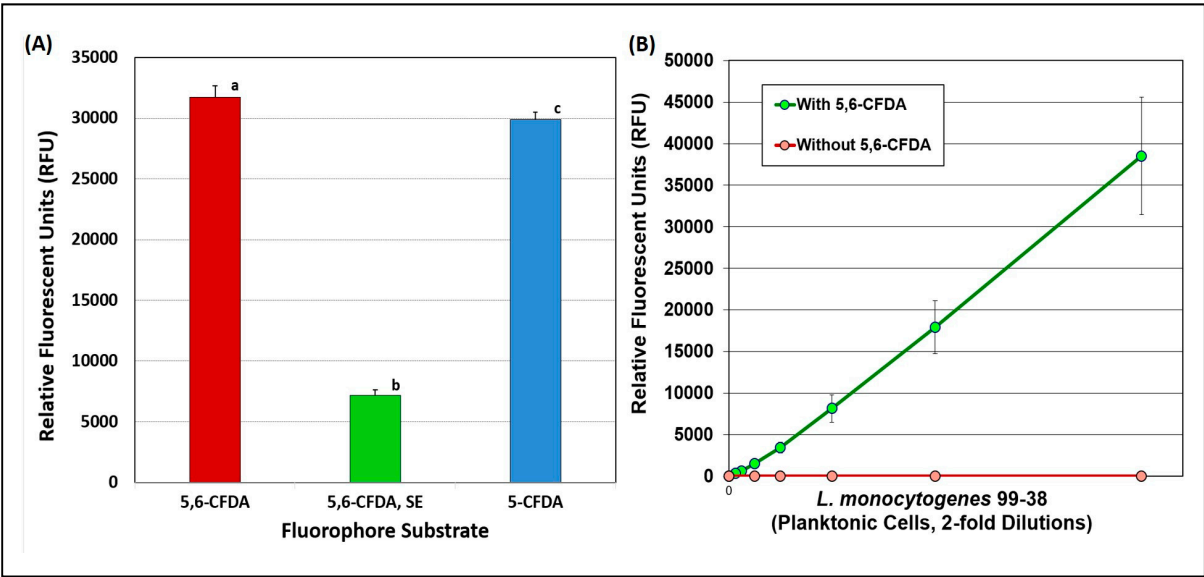 (A)
35000
30000
25000
20000
15000
10000
5000
0
Relative Fluorescent Units (RFU)
a
b
c
5,6-CFDA
5,6-CFDA, SE
5-CFDA
Fluorophore Substrate
(B)
50000
45000
40000
35000
30000
25000
20000
15000
10000
5000
0
Relative Fluorescent Units (RFU)
With 5,6-CFDA
Without 5,6-CFDA
0
L. monocytogenes 99-38
(Planktonic Cells, 2-fold Dilutions)